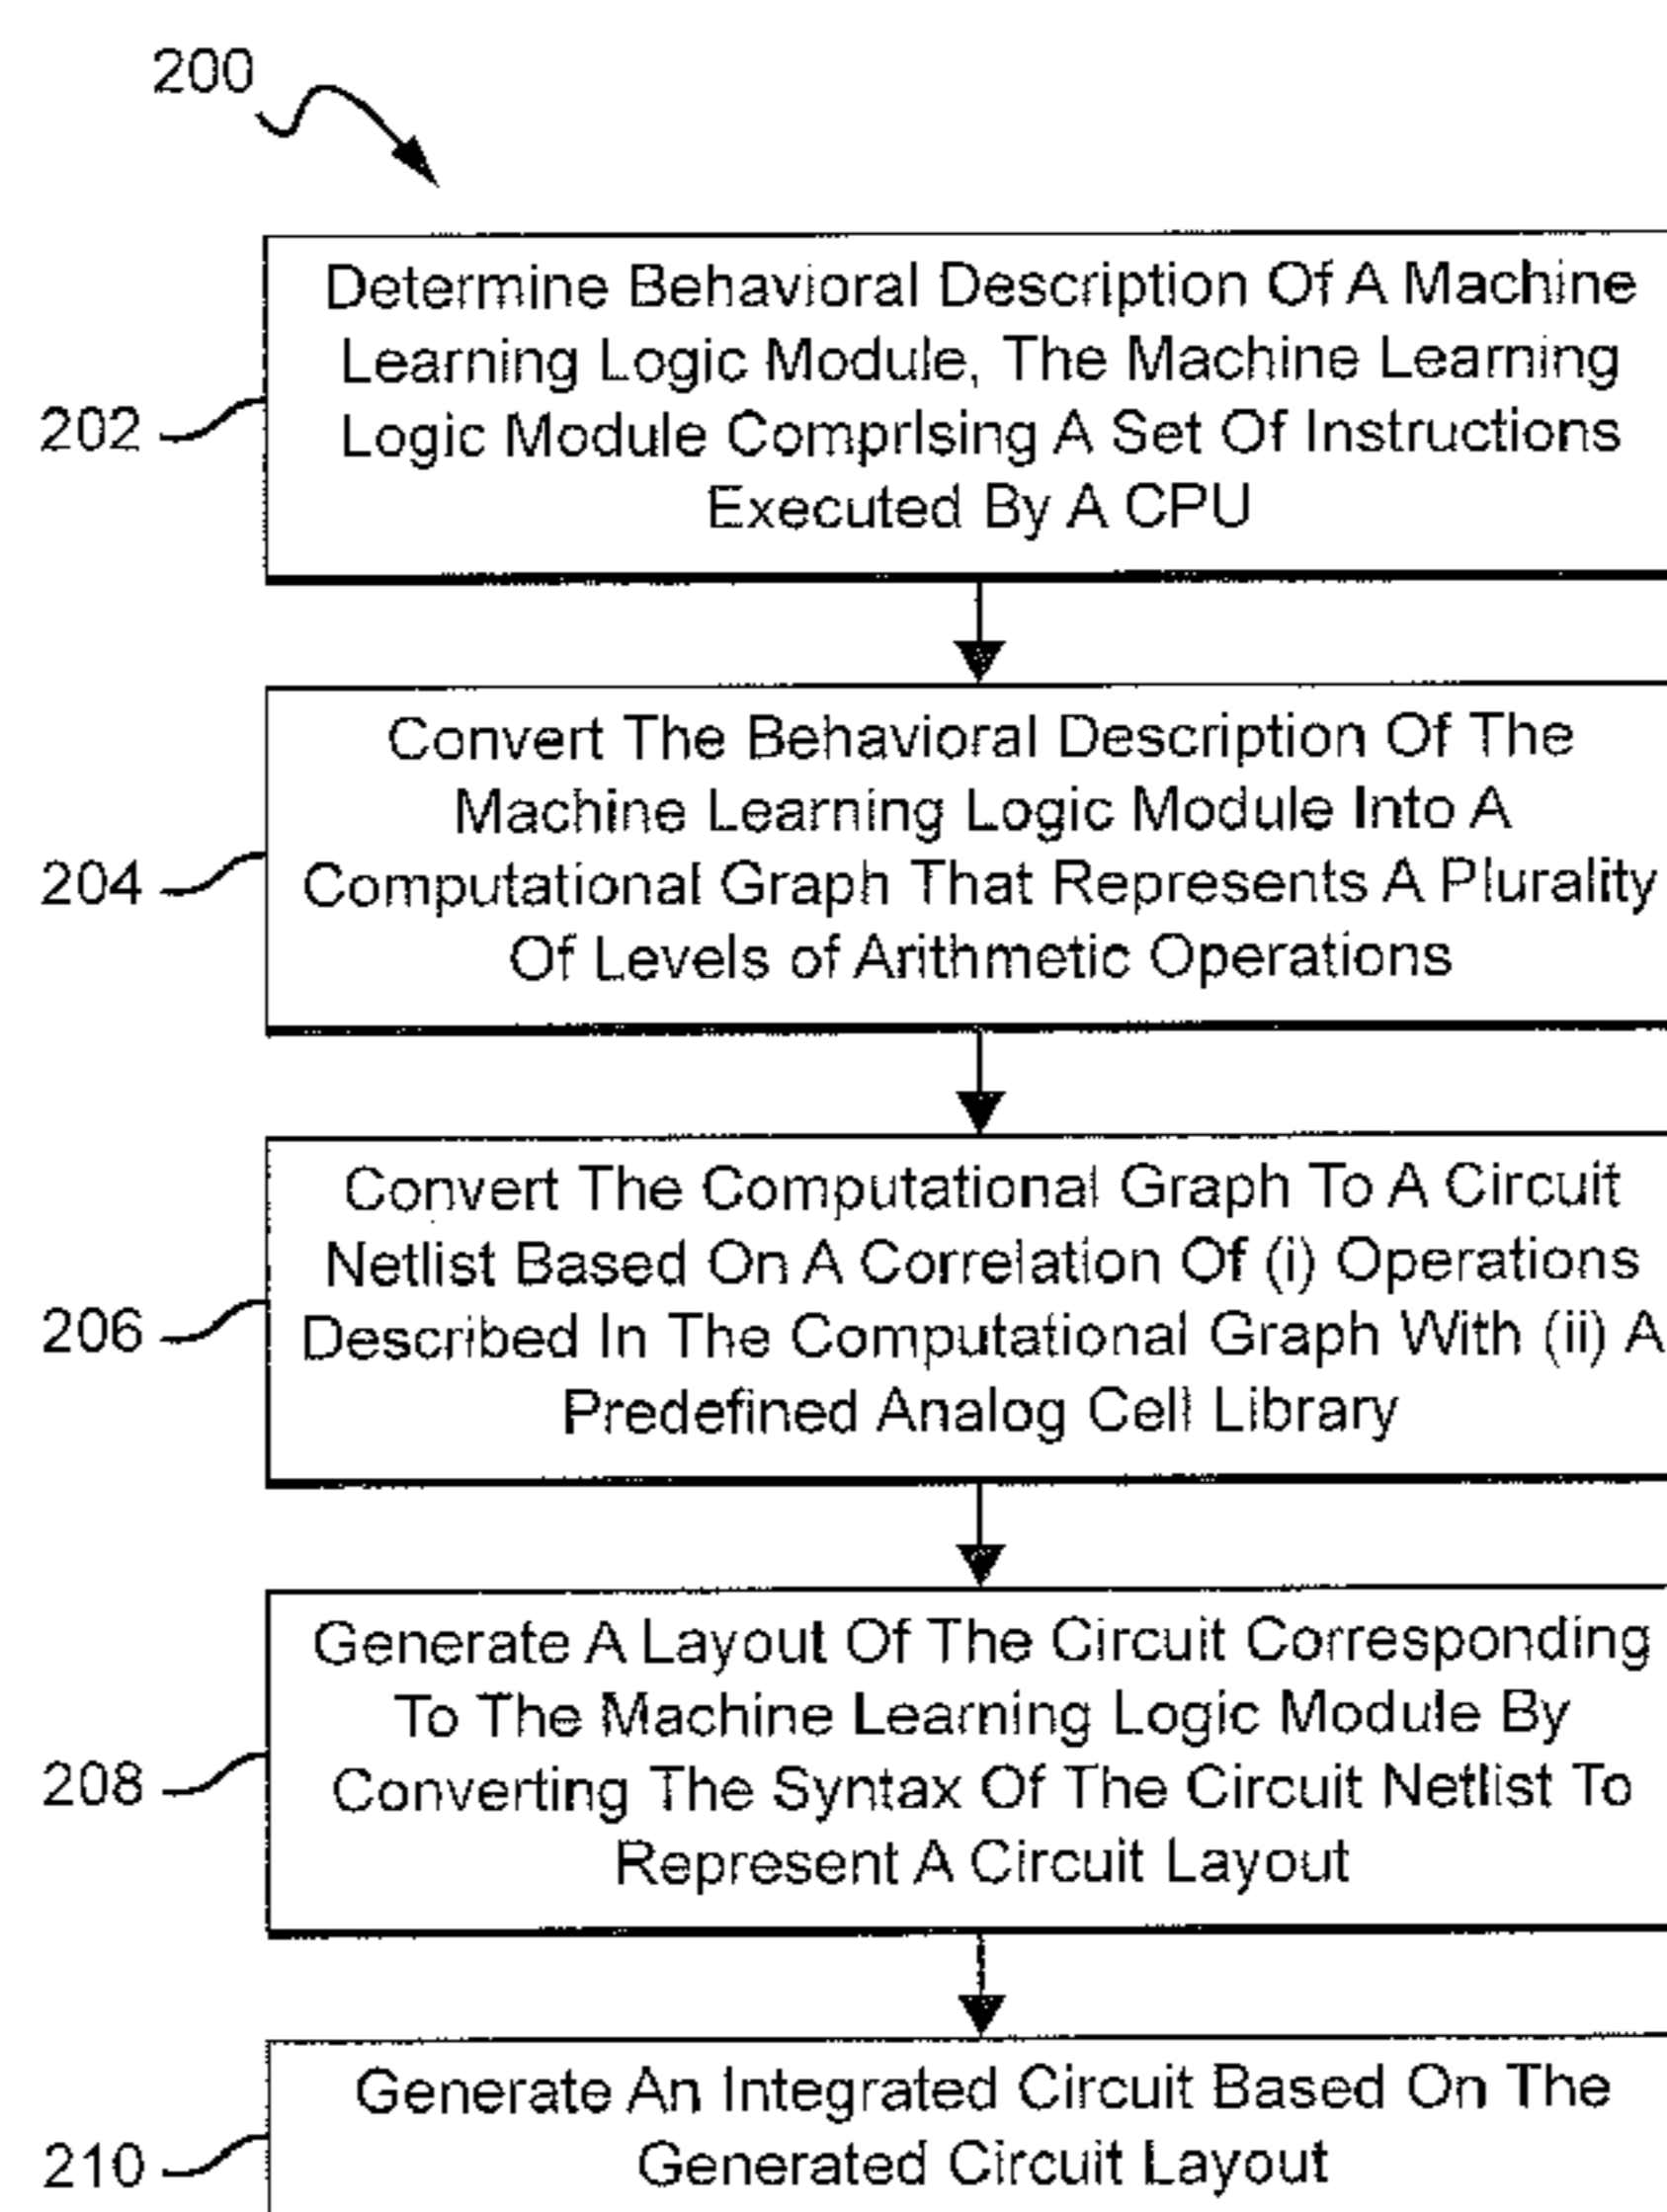 200
Determine Behavioral Description Of A Machine
Learning Logic Module, The Machine Learning
Logic Module Comprising A Set Of Instructions
Executed By A CPU
202
Convert The Behavioral Description Of The
Machine Learning Logic Module Into A
Computational Graph That Represents A Plurality
Of Levels of Arithmetic Operations
204
Convert The Computational Graph To A Circuit
Netlist Based On A Correlation Of (i) Operations
Described In The Computational Graph With (ii) A
Predefined Analog Cell Library
206
Generate A Layout Of The Circuit Corresponding
To The Machine Learning Logic Module By
Converting The Syntax Of The Circuit Netlist To
Represent A Circuit Layout
208
Generate An Integrated Circuit Based On The
Generated Circuit Layout
210